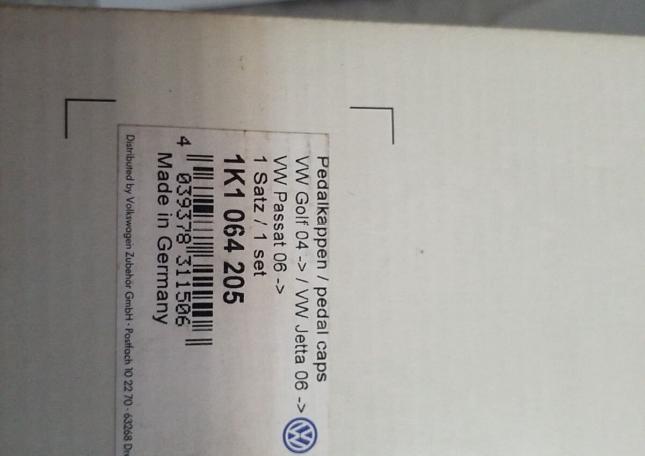 Pedalkappen / pedal caps
VW Golf 04 -> / VW Jetta 06 ->
VW Passat 06 ->
1 Satz / 1 set
1K1 064 205
4 039378 311506
Made in Germany
Distributed by Volkswagen Zubehör GmbH · Postfach 10 22 70 · 63268